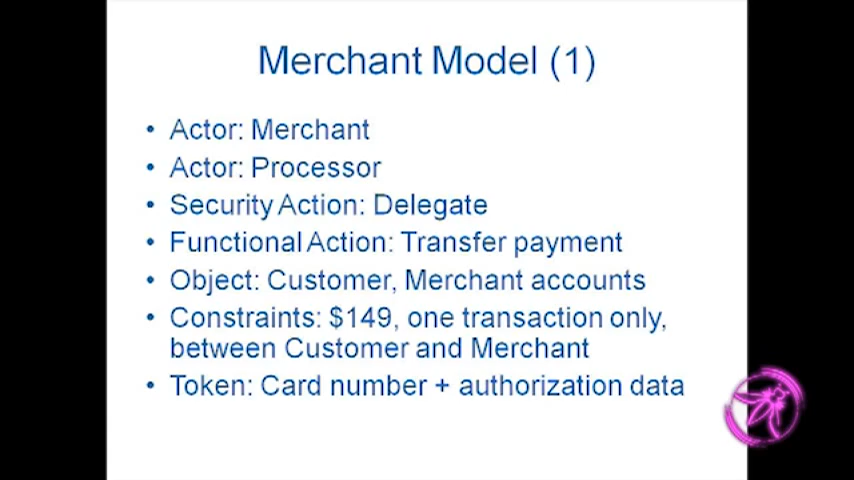 Merchant Model (1)
• Actor: Merchant
• Actor: Processor
• Security Action: Delegate
• Functional Action: Transfer payment
• Object: Customer, Merchant accounts
• Constraints: $149, one transaction only,
between Customer and Merchant
• Token: Card number + authorization data